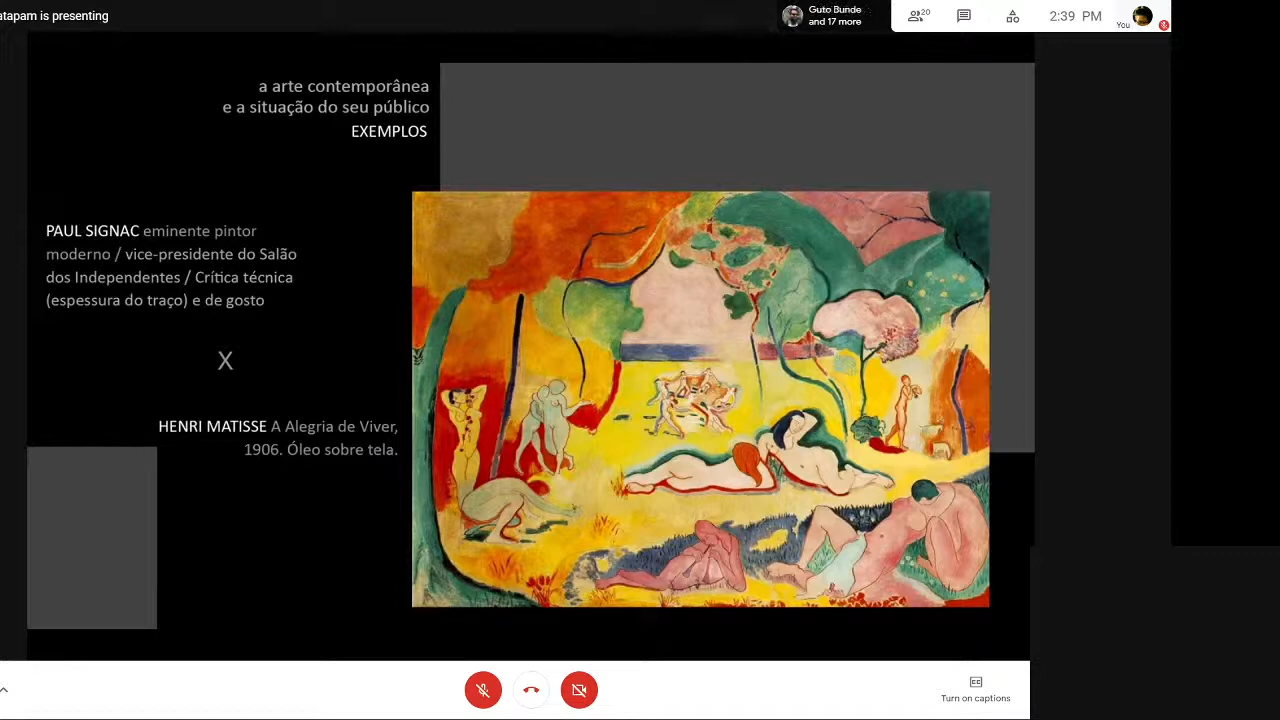 atapam is presenting
Guto Bunde
and 17 more
20
2:39 PM
You
a arte contemporânea
e a situação do seu público
EXEMPLOS
PAUL SIGNAC eminente pintor
moderno / vice-presidente do Salão
dos Independentes / Crítica técnica
(espessura do traço) e de gosto
X
HENRI MATISSE A Alegria de Viver,
1906. Óleo sobre tela.
CC
Turn on captions